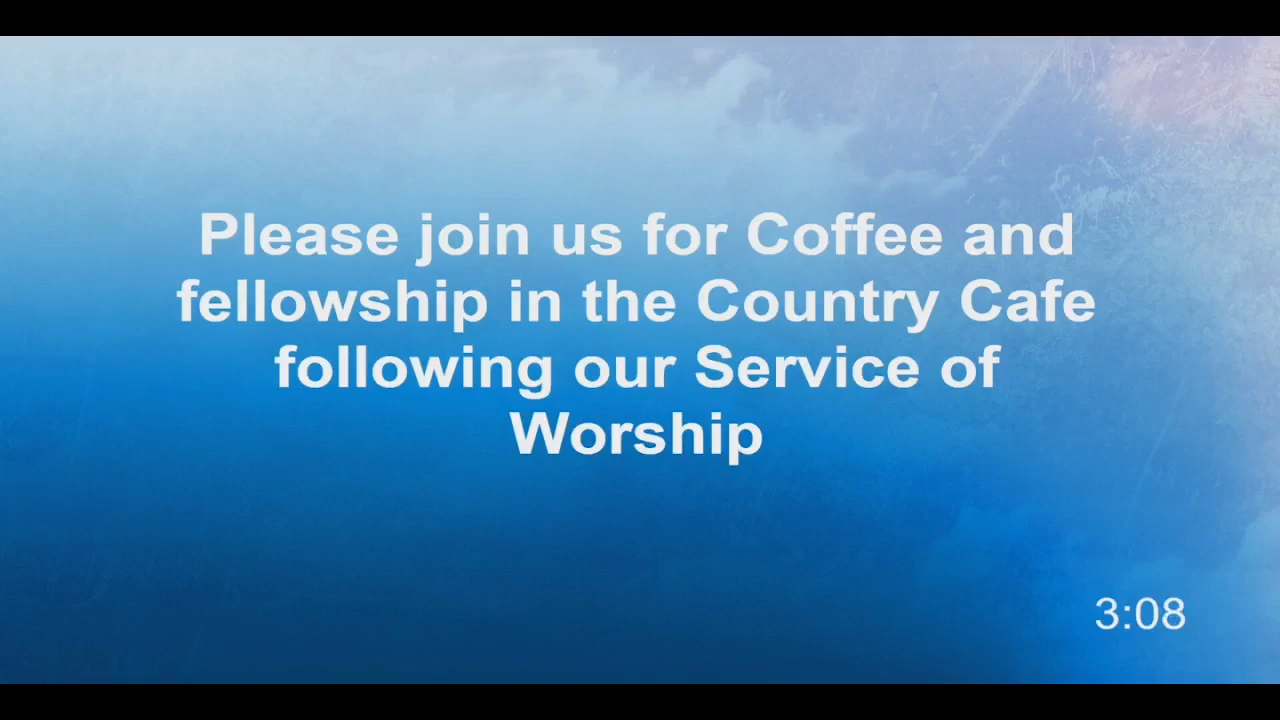 Please join us for Coffee and
fellowship in the Country Cafe
following our Service of
Worship
3:08